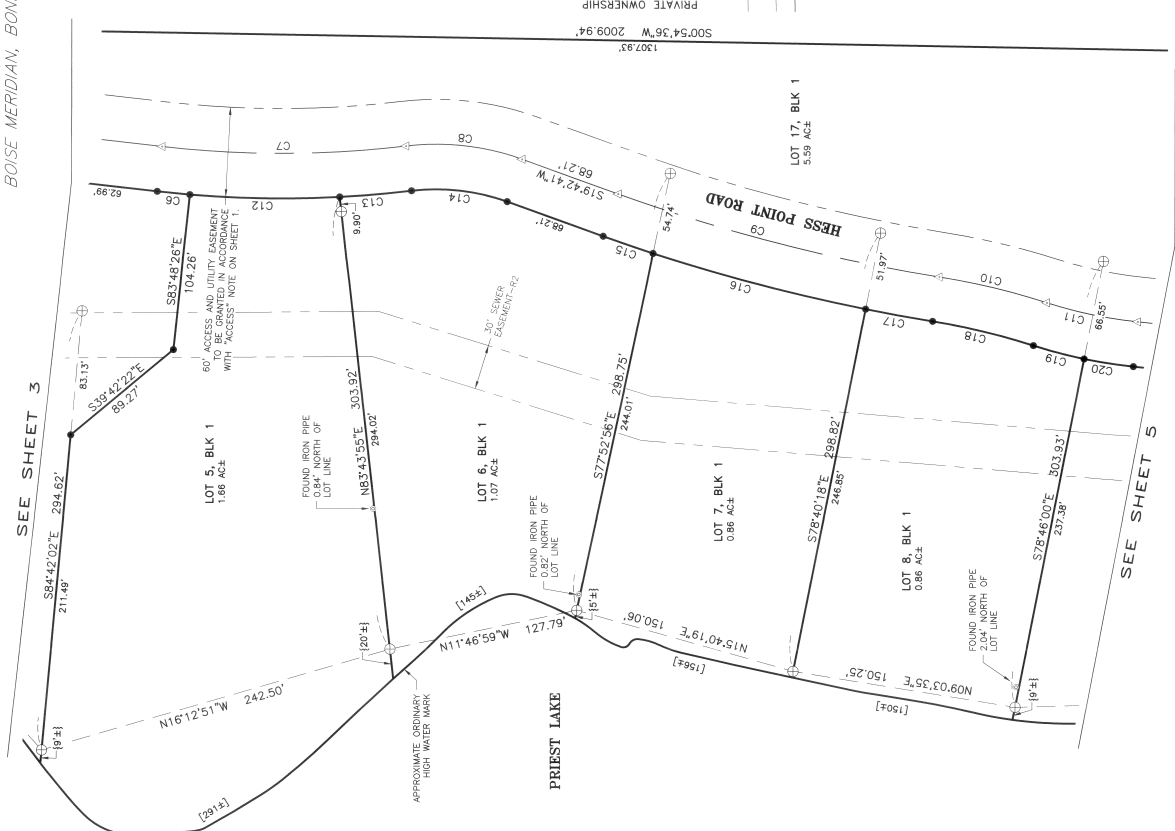 BOISE MERIDIAN, BON
PRIVATE OWNERSHIP
S00°54'36"W 2009.94'
1307.93'
SEE SHEET 3
62.99'
C6
C12
C13
C14
68.21'
C15
C16
C17
C18
C19
C20
C7
C8
S19°42'41"W
68.21'
C9
C10
C11
HESS POINT ROAD
LOT 17, BLK 1
5.59 AC±
54.74'
51.97'
66.55'
9.90'
S83°48'26"E
104.26'
60' ACCESS AND UTILITY EASEMENT
TO BE GRANTED IN ACCORDANCE
WITH "ACCESS" NOTE ON SHEET 1.
83.13'
S39°42'22"E
89.27'
30' SEWER
EASEMENT-R2
S84°42'02"E 294.62'
211.49'
LOT 5, BLK 1
1.66 AC±
FOUND IRON PIPE
0.84' NORTH OF
LOT LINE
N83°43'55"E 303.92'
294.02'
LOT 6, BLK 1
1.07 AC±
FOUND IRON PIPE
0.82' NORTH OF
LOT LINE
S77°52'56"E 298.75'
244.01'
LOT 7, BLK 1
0.86 AC±
S78°40'18"E 298.82'
246.85'
LOT 8, BLK 1
0.86 AC±
FOUND IRON PIPE
2.04' NORTH OF
LOT LINE
S78°46'00"E 303.93'
237.38'
SEE SHEET 5
{9'±}
N16°12'51"W 242.50'
{20'±}
[145±]
N11°46'59"W 127.79'
{5'±}
N15°40'19"E 150.06'
[156±]
N09°03'35"E 150.25'
[150±]
{9'±}
APPROXIMATE ORDINARY
HIGH WATER MARK
[291±]
PRIEST LAKE